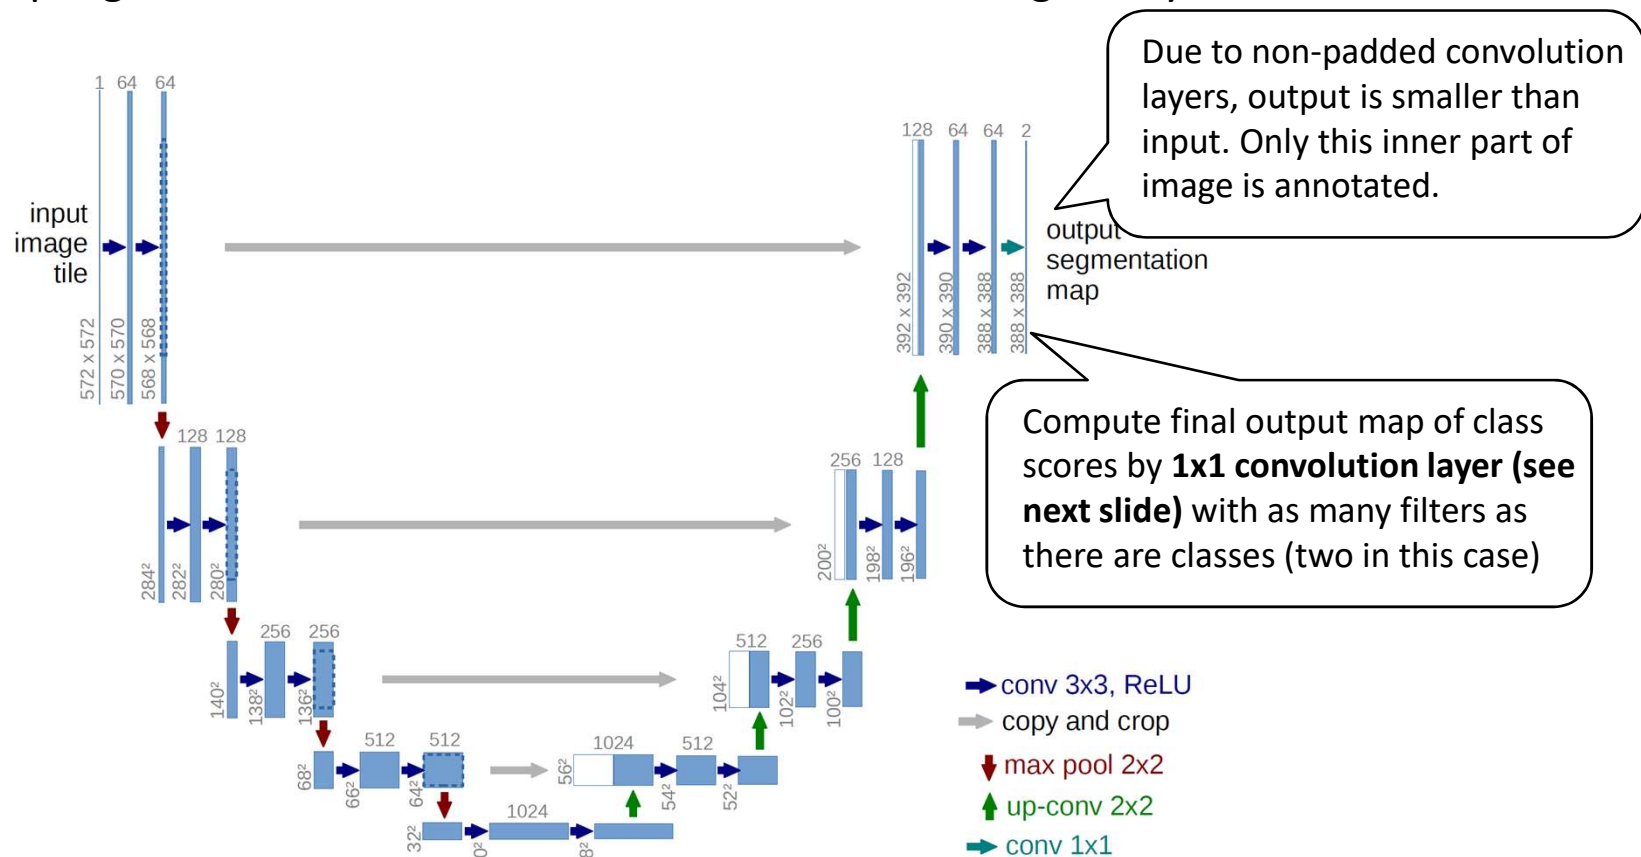 Due to non-padded convolution
layers, output is smaller than
input. Only this inner part of
image is annotated.
1 64 64
128 64 64 2
input
image
tile
output
segmentation
map
572 x 572
570 x 570
568 x 568
392 x 392
390 x 390
388 x 388
388 x 388
Compute final output map of class
scores by 1x1 convolution layer (see
next slide) with as many filters as
there are classes (two in this case)
128 128
256 128
284²
282²
280²
200²
198²
196²
256 256
512 256
140²
138²
136²
104²
102²
100²
512 512
1024 512
68²
66²
64²
56²
54²
52²
1024
32²
conv 3x3, ReLU
copy and crop
max pool 2x2
up-conv 2x2
conv 1x1